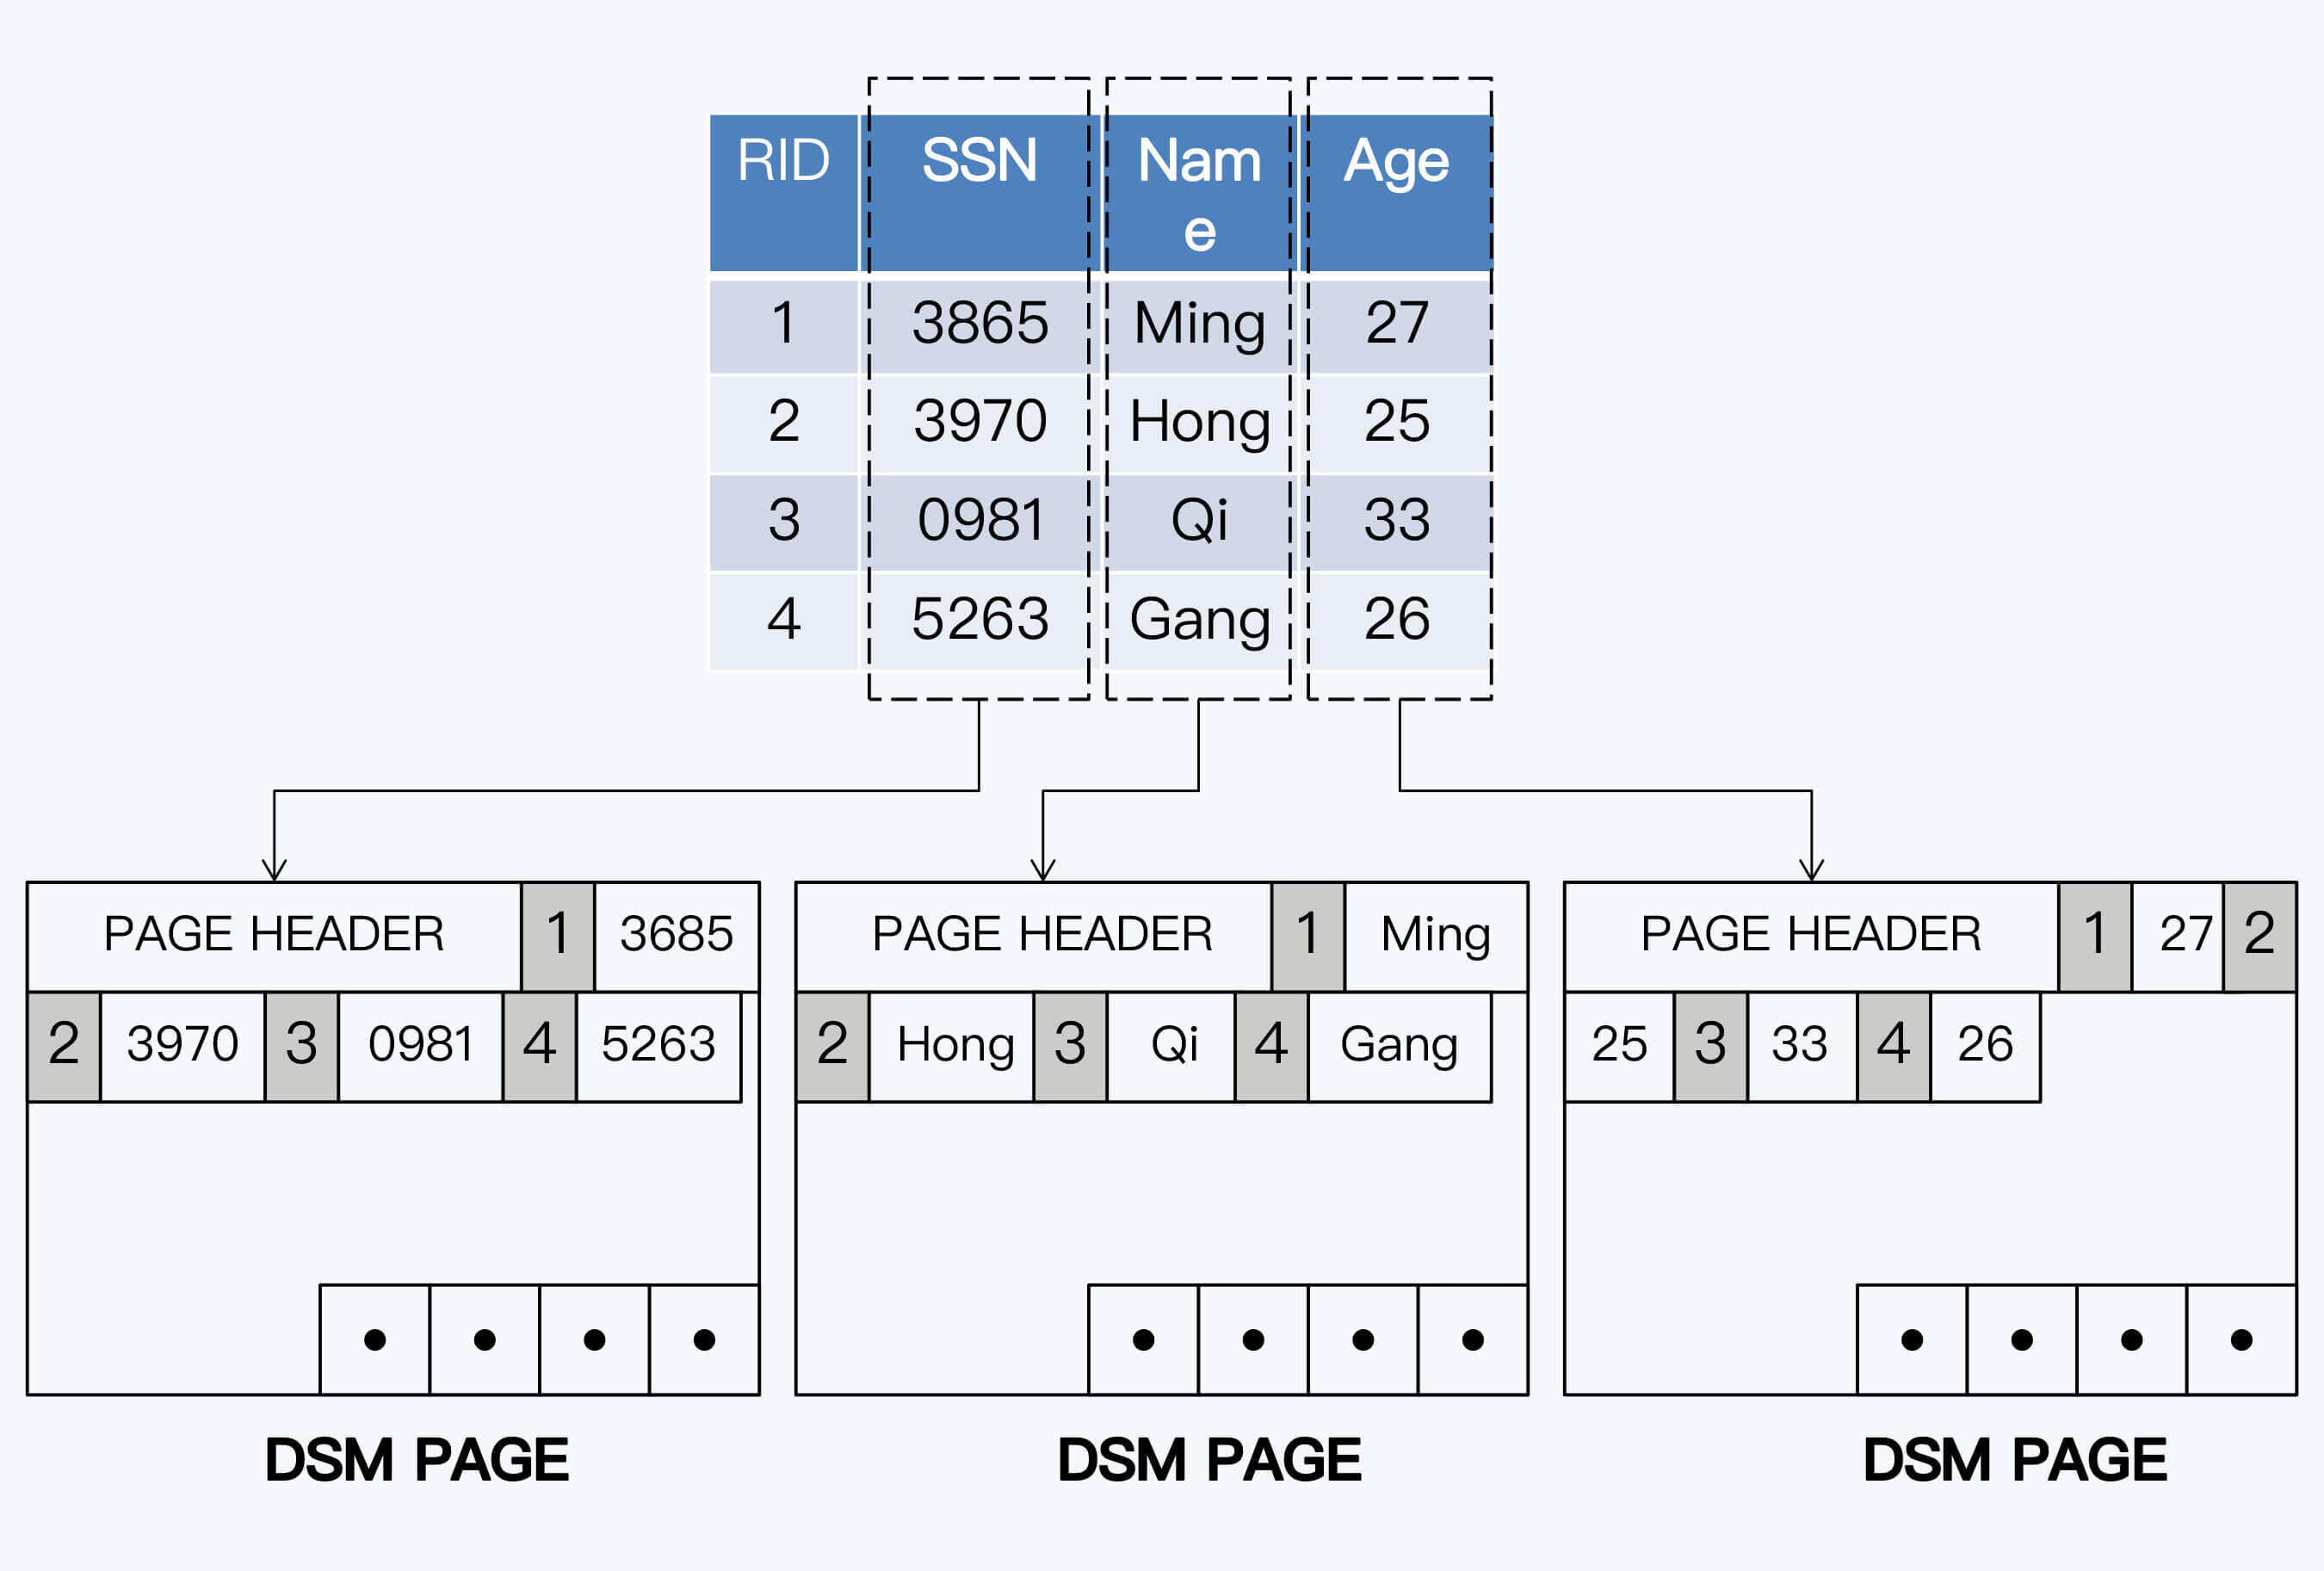 RID SSN Nam Age
e
1 3865 Ming 27
2 3970 Hong 25
3 0981 Qi 33
4 5263 Gang 26
PAGE HEADER 1 3685
2 3970 3 0981 4 5263
DSM PAGE
PAGE HEADER 1 Ming
2 Hong 3 Qi 4 Gang
DSM PAGE
PAGE HEADER 1 27 2
25 3 33 4 26
DSM PAGE